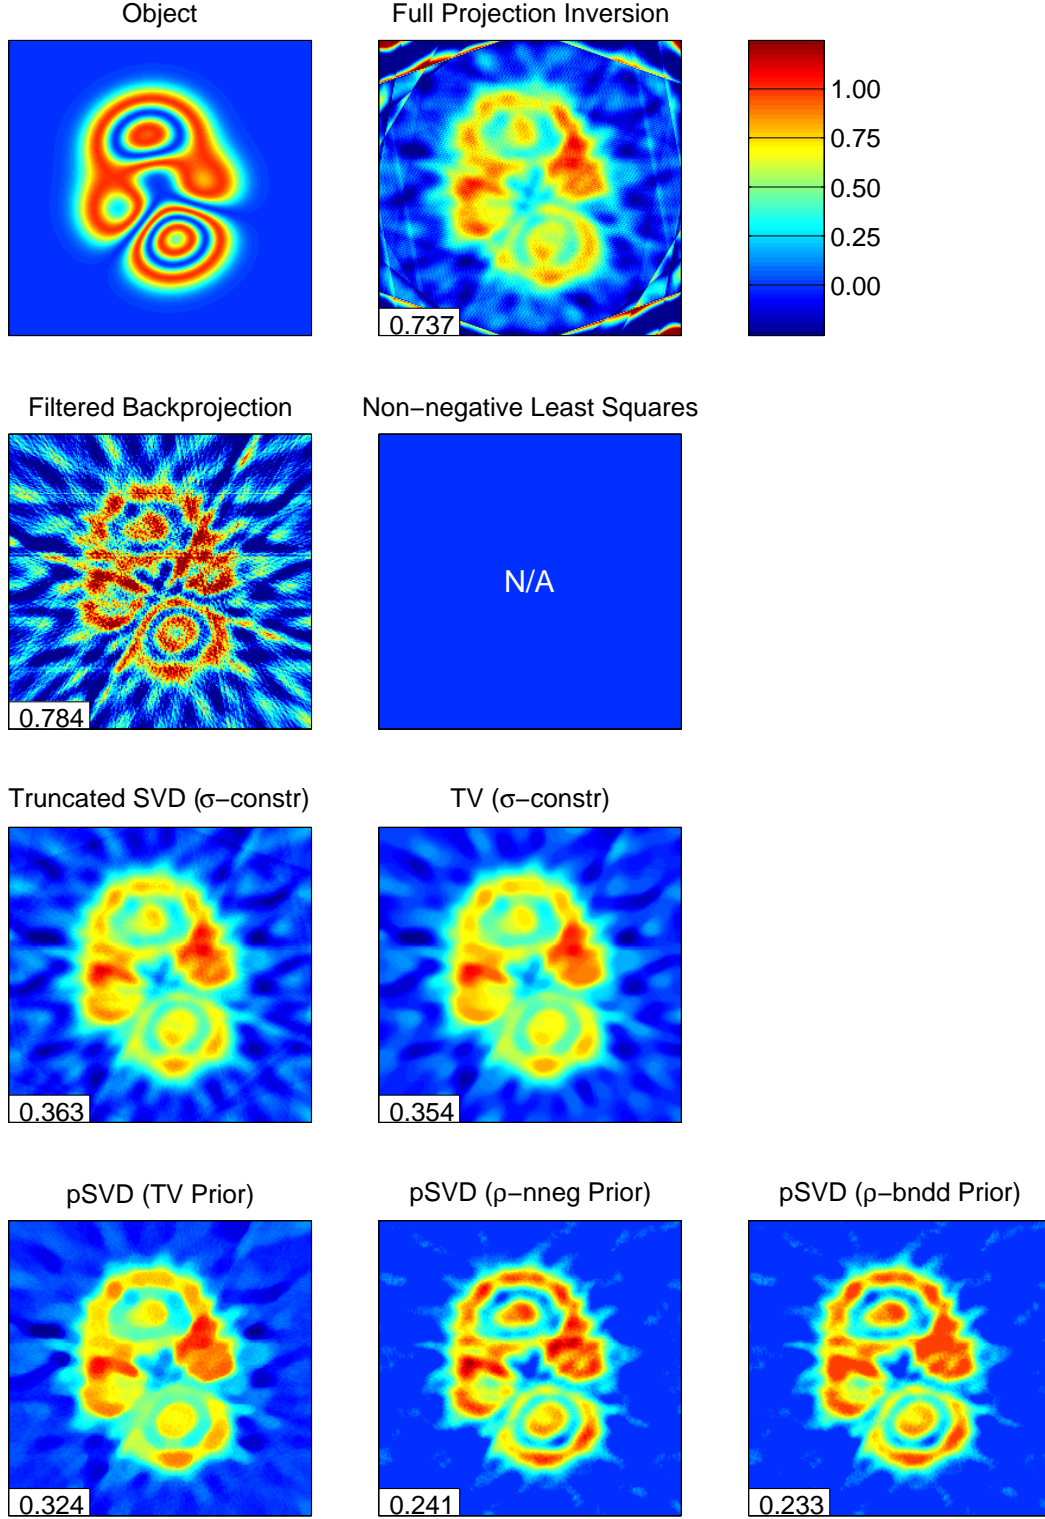 Object
Full Projection Inversion
1.00
0.75
0.50
0.25
0.00
0.737
Filtered Backprojection
Non−negative Least Squares
N/A
0.784
Truncated SVD (σ−constr)
TV (σ−constr)
0.363
0.354
pSVD (TV Prior)
pSVD (ρ−nneg Prior)
pSVD (ρ−bndd Prior)
0.324
0.241
0.233